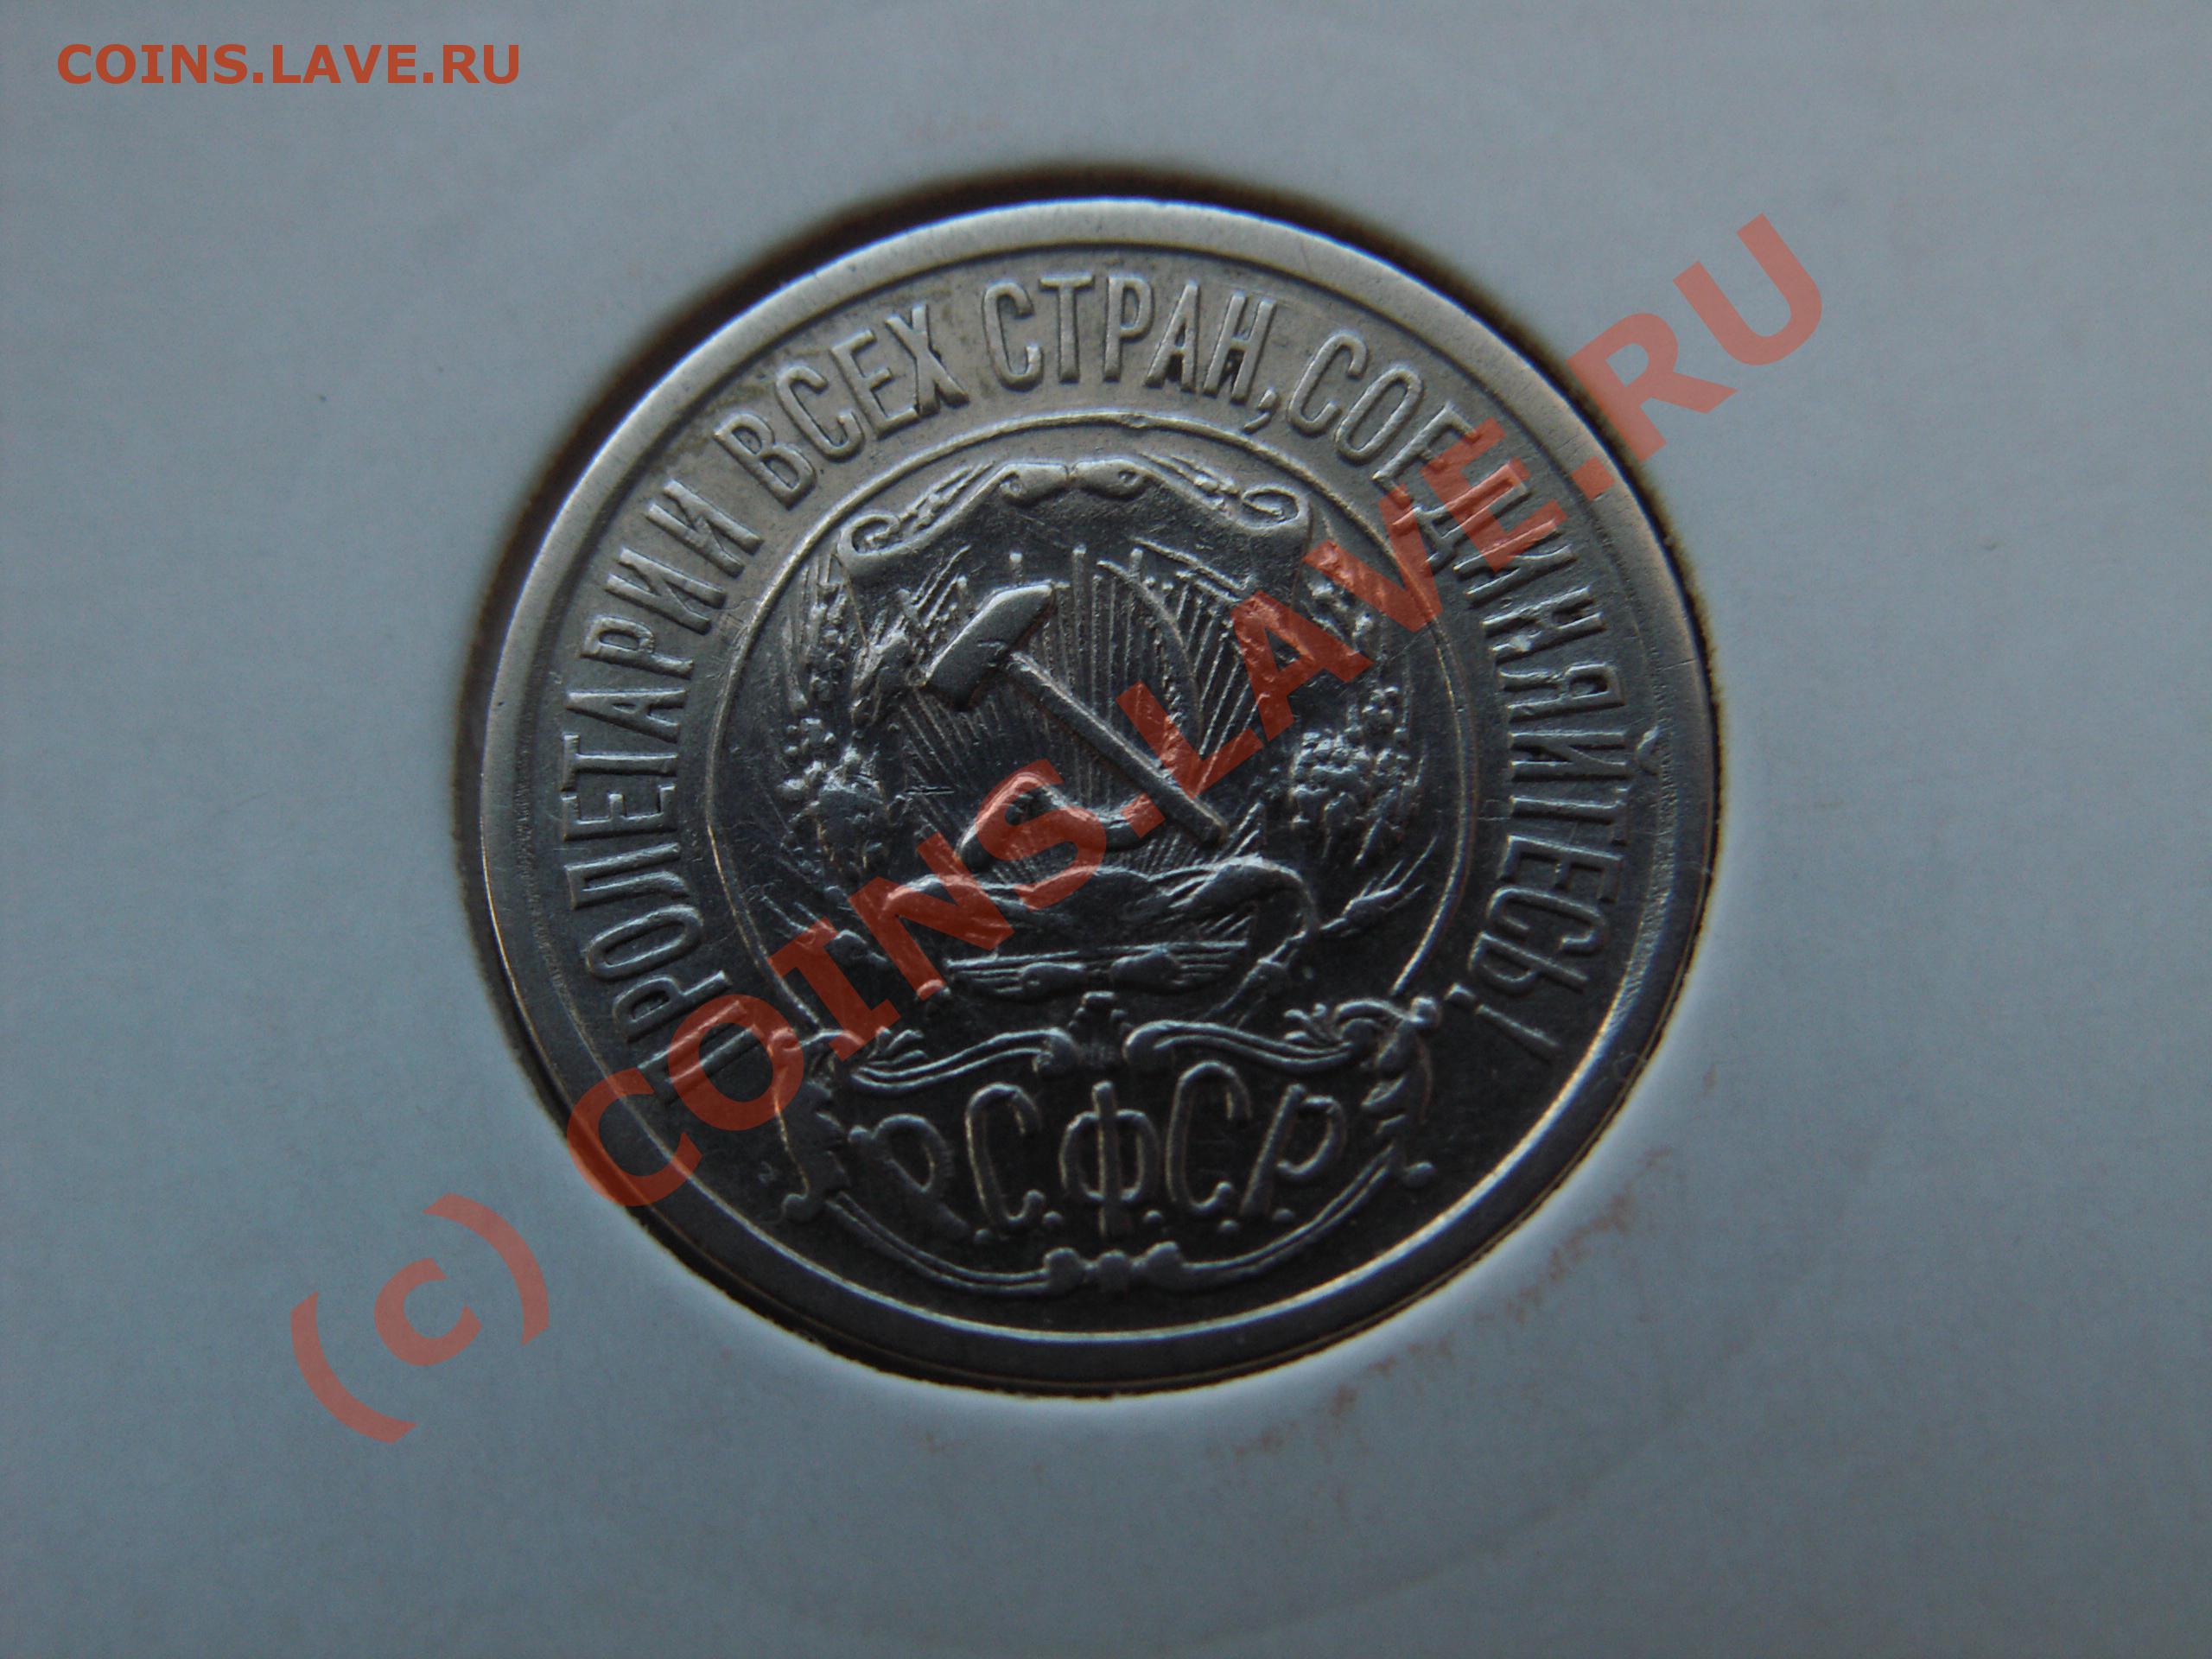 COINS.LAVE.RU
ПРОЛЕТАРИИ ВСЕХ СТРАН, СОЕДИНЯЙТЕСЬ!
Р.С.Ф.С.Р.
(c) COINS.LAVE.RU